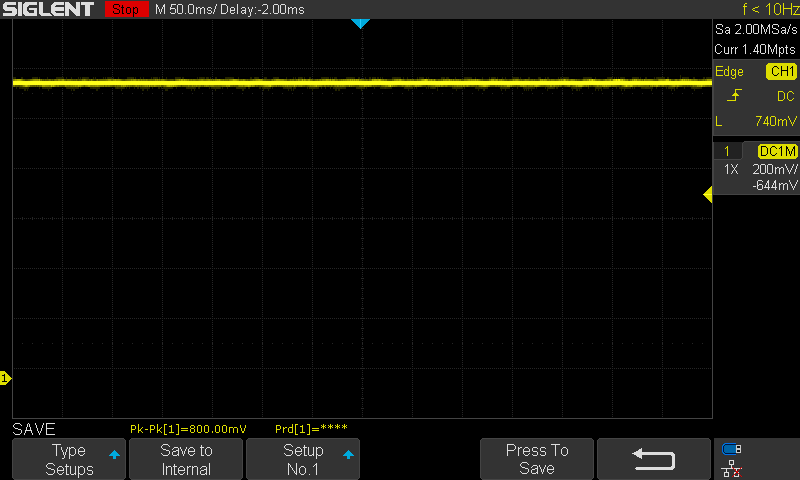 SIGLENT Stop M 50.0ms/ Delay:-2.00ms f < 10Hz
Sa 2.00MSa/s
Curr 1.40Mpts
Edge CH1
DC
L 740mV
1 DC1M
1X 200mV/
-644mV
1
SAVE Pk-Pk[1]=800.00mV Prd[1]=****
Type
Setups
Save to
Internal
Setup
No.1
Press To
Save